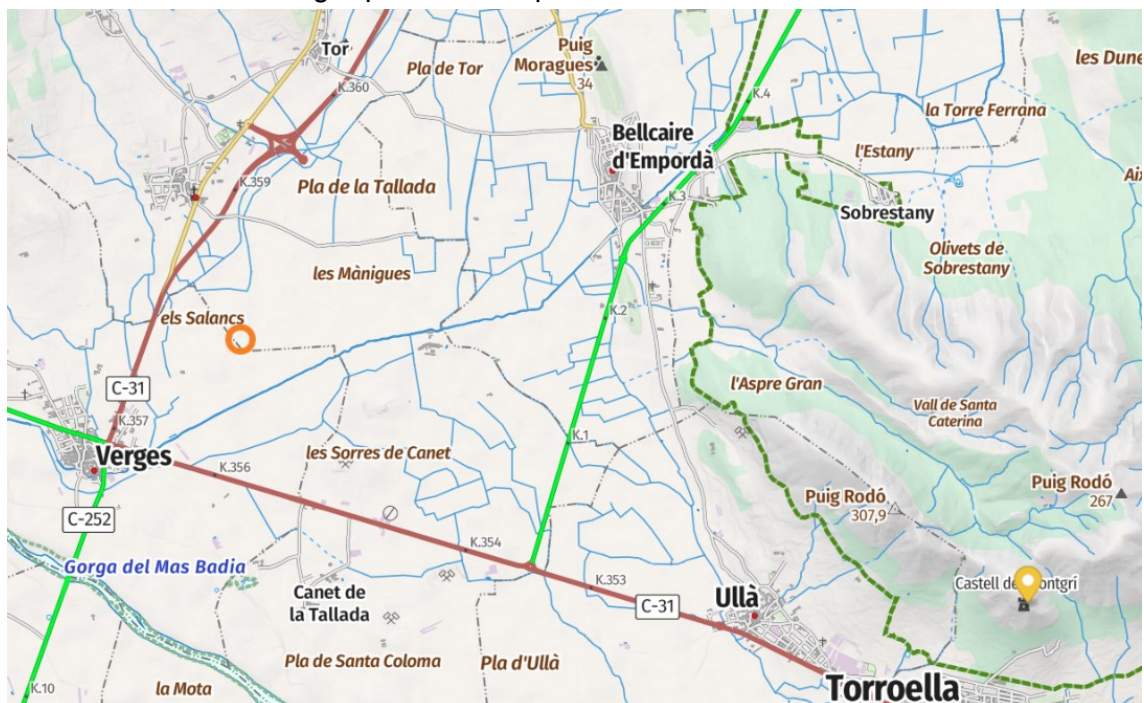 Tor
Pla de Tor
Puig
Moragues
34
les Dune
K.360
K.4
la Torre Ferrana
Bellcaire
d'Empordà
l'Estany
K.359
Pla de la Tallada
K.3
Aix
Sobrestany
les Mànigues
Olivets de
Sobrestany
els Salancs
K.2
C-31
l'Aspre Gran
Vall de Santa
Caterina
K.357
Verges
K.356
les Sorres de Canet
K.1
Puig Rodó
307,9
Puig Rodó
267
C-252
K.354
Gorga del Mas Badia
K.353
Castell de Montgrí
Canet de
la Tallada
C-31
Ullà
Pla de Santa Coloma
Pla d'Ullà
K.10
la Mota
Torroella